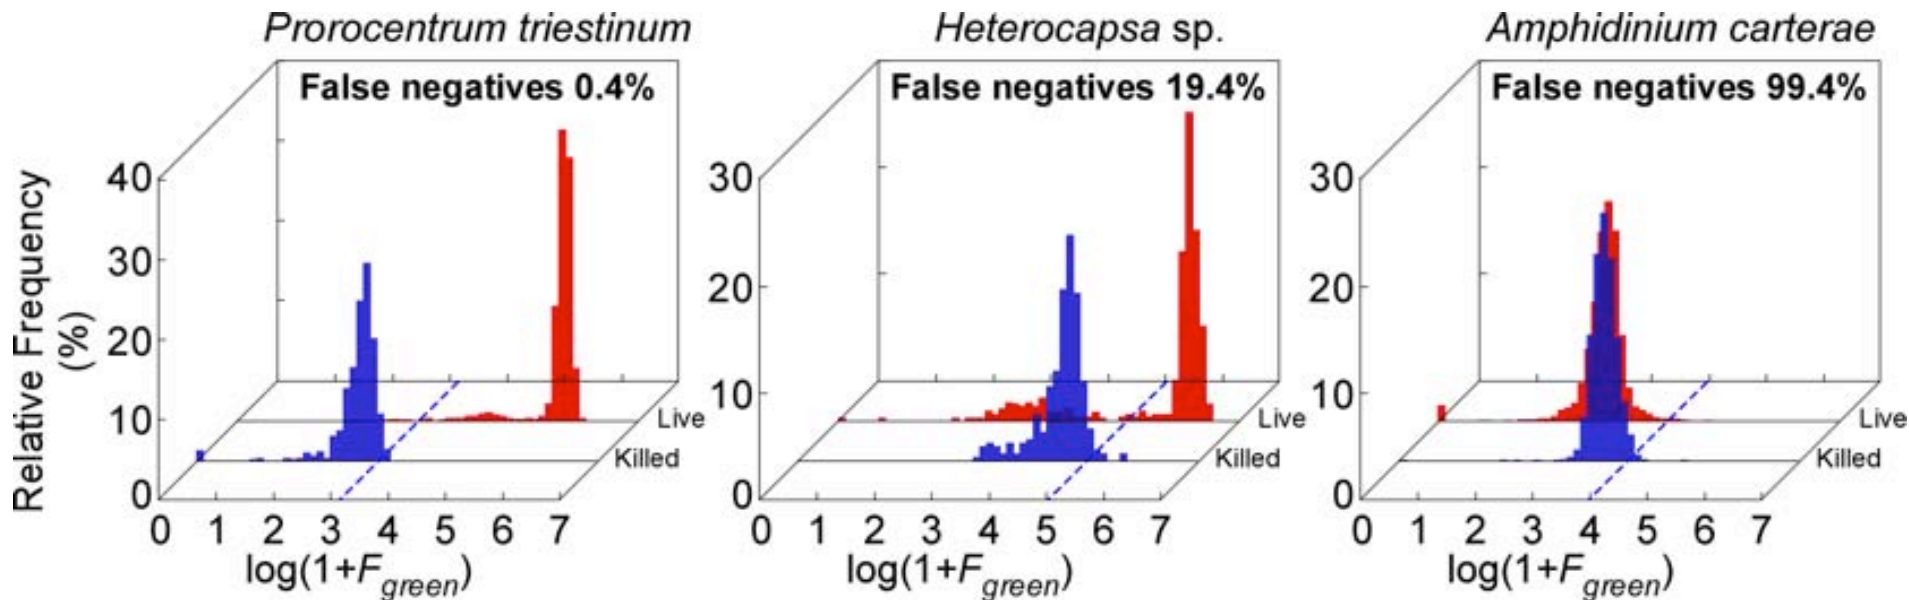 Prorocentrum triestinum
False negatives 0.4%
Relative Frequency
(%)
40
30
20
10
0
Live
Killed
0 1 2 3 4 5 6 7
log(1+Fgreen)
Heterocapsa sp.
False negatives 19.4%
30
20
10
0
Live
Killed
0 1 2 3 4 5 6 7
log(1+Fgreen)
Amphidinium carterae
False negatives 99.4%
30
20
10
0
Live
Killed
0 1 2 3 4 5 6 7
log(1+Fgreen)